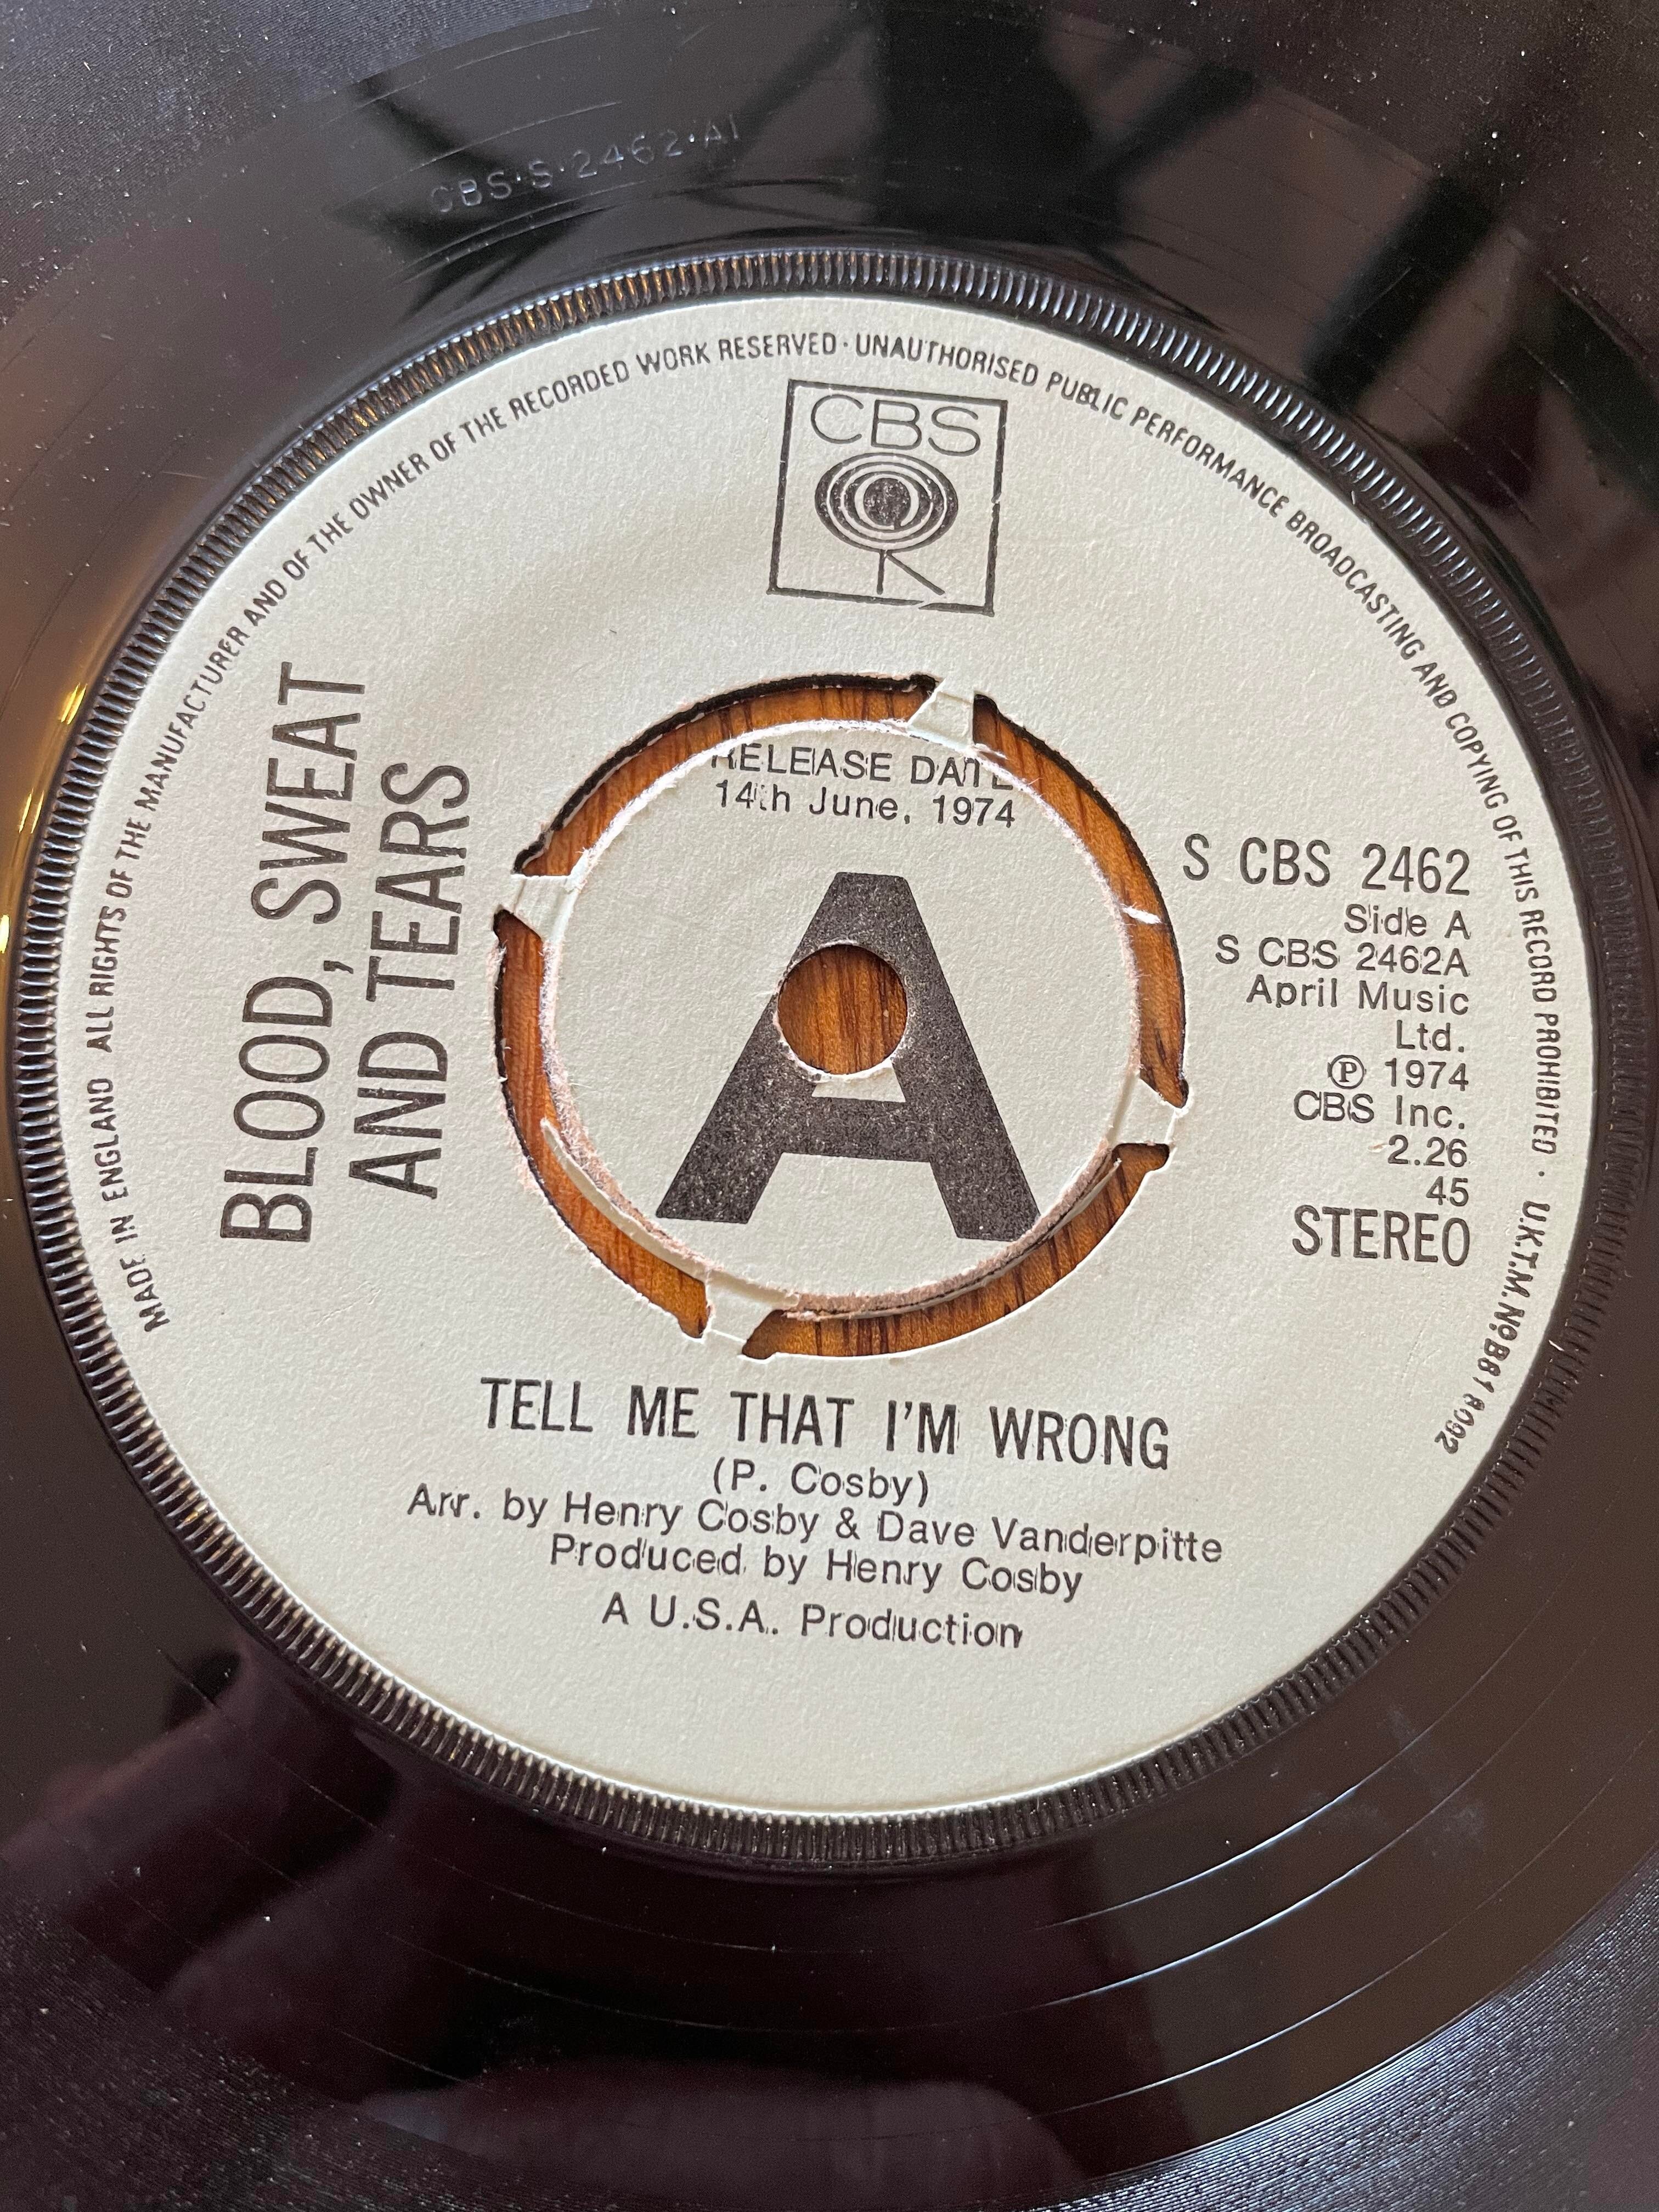 CBS·S·2462·A1
MADE IN ENGLAND ALL RIGHTS OF THE MANUFACTURER AND OF THE OWNER OF THE RECORDED WORK RESERVED · UNAUTHORISED PUBLIC PERFORMANCE BROADCASTING AND COPYING OF THIS RECORD PROHIBITED · U.K.T.M. No. B818092
CBS
BLOOD, SWEAT
AND TEARS
RELEASE DATE
14th June, 1974
A
S CBS 2462
Side A
S CBS 2462A
April Music
Ltd.
℗ 1974
CBS Inc.
2.26
45
STEREO
TELL ME THAT I'M WRONG
(P. Cosby)
Arr. by Henry Cosby & Dave Vanderpitte
Produced by Henry Cosby
A U.S.A. Production